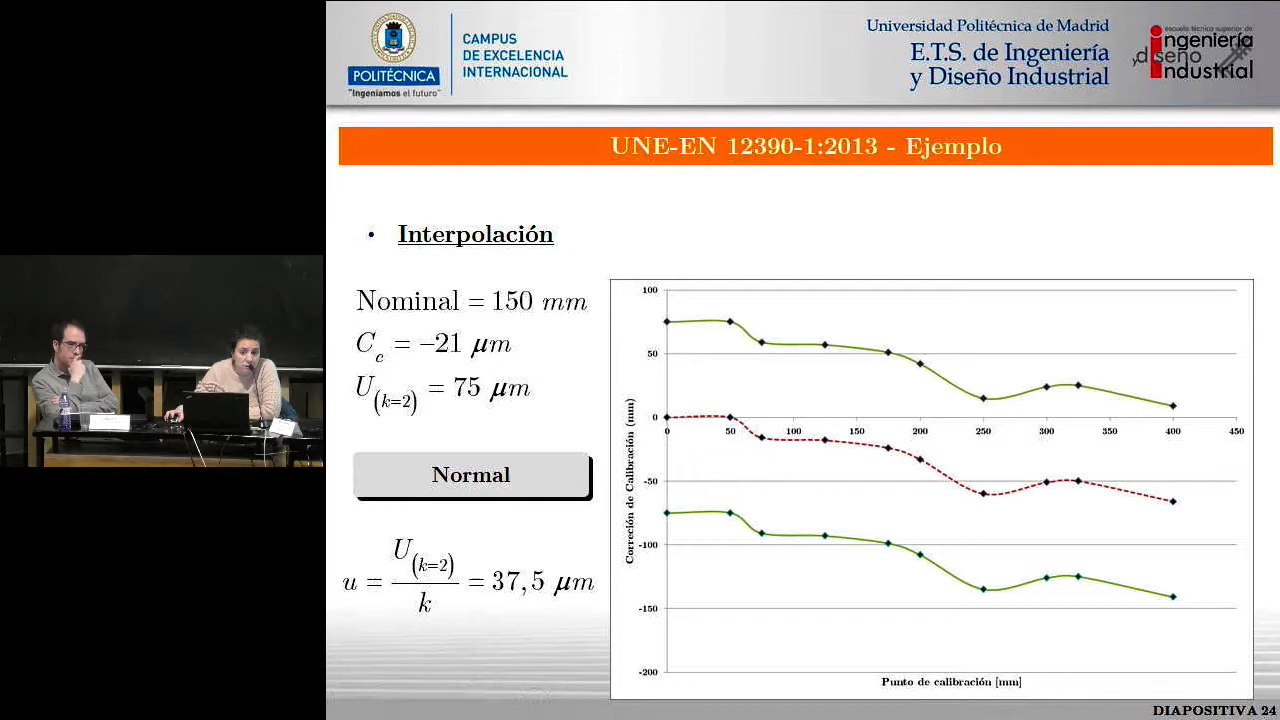 POLITÉCNICA
"Ingeniamos el futuro"
CAMPUS
DE EXCELENCIA
INTERNACIONAL
Universidad Politécnica de Madrid
E.T.S. de Ingeniería
y Diseño Industrial
escuela técnica superior de
ingeniería
y diseño
industrial
UNE-EN 12390-1:2013 - Ejemplo
• Interpolación
Nominal = 150 mm
C_c = −21 μm
U_(k=2) = 75 μm
Normal
u = U_(k=2) / k = 37,5 μm
Correción de Calibración (mm)
100
50
0
-50
-100
-150
-200
0 50 100 150 200 250 300 350 400 450
Punto de calibración [mm]
DIAPOSITIVA 24